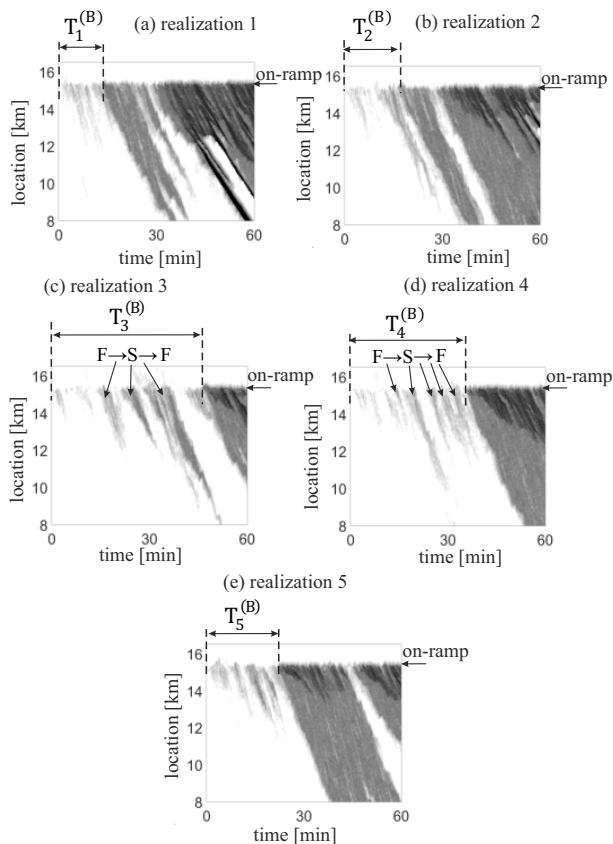 (a) realization 1
T₁⁽ᴮ⁾
on-ramp
location [km]
16
14
12
10
8
0 30 60
time [min]
(b) realization 2
T₂⁽ᴮ⁾
on-ramp
location [km]
16
14
12
10
8
0 30 60
time [min]
(c) realization 3
T₃⁽ᴮ⁾
F→S→F
on-ramp
location [km]
16
14
12
10
8
0 30 60
time [min]
(d) realization 4
T₄⁽ᴮ⁾
F→S→F
on-ramp
location [km]
16
14
12
10
8
0 30 60
time [min]
(e) realization 5
T₅⁽ᴮ⁾
on-ramp
location [km]
16
14
12
10
8
0 30 60
time [min]